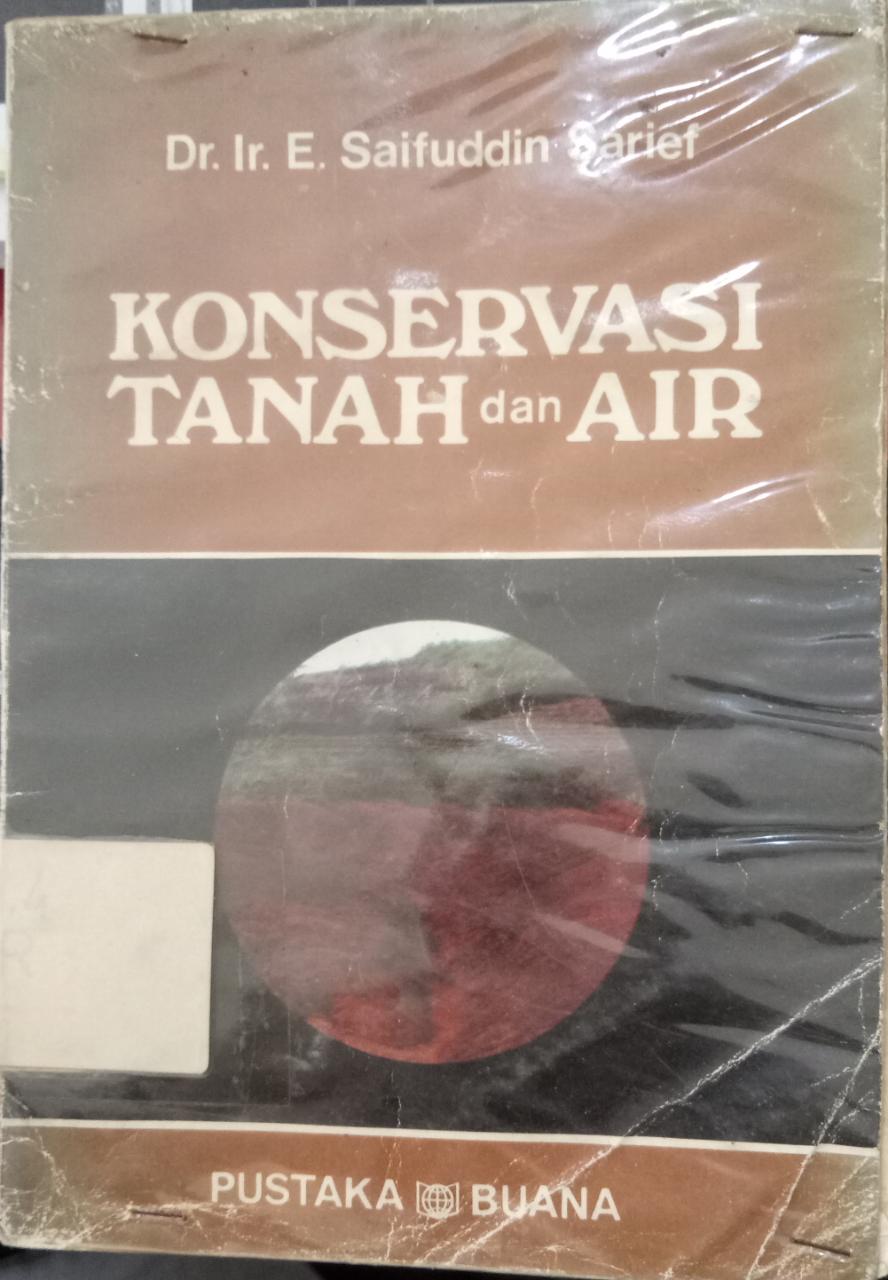 Dr. Ir. E. Saifuddin Sarief
KONSERVASI
TANAH dan AIR
PUSTAKA BUANA